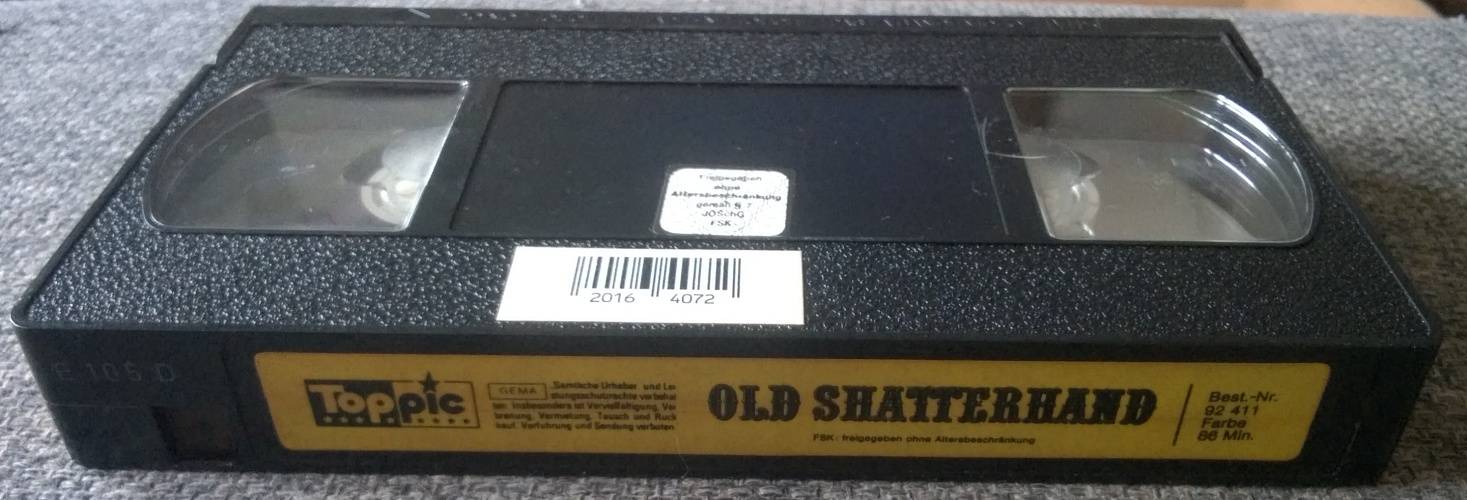 Freigegeben
ohne
Altersbeschränkung
gemäß § 7
JÖSchG
FSK
2016 4072
E 105 D
Toppic
GEMA
Sämtliche Urheber und Lei
stungsschutzrechte vorbehal
ten. Insbesonders ist Vervielfältigung, Ver
breitung, Vermietung, Tausch und Rück
kauf, Vorführung und Sendung verboten.
OLD SHATTERHAND
FSK: freigegeben ohne Altersbeschränkung
Best.-Nr.
92 411
Farbe
86 Min.